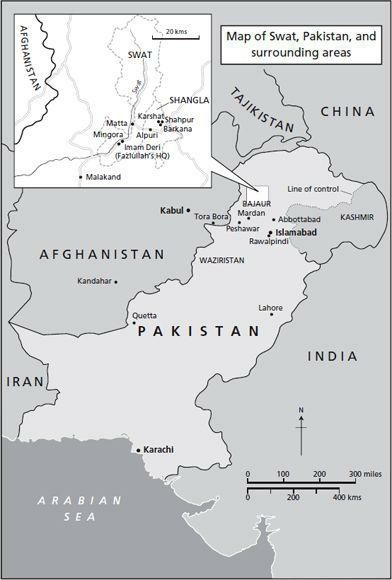 Map of Swat, Pakistan, and
surrounding areas
20 kms
AFGHANISTAN
SWAT
Swat
SHANGLA
Karshat
Shahpur
Matta
Barkana
Alpuri
Mingora
Imam Deri
(Fazlullah's HQ)
Malakand
TAJIKISTAN
CHINA
Line of control
BAJAUR
Mardan
Abbottabad
KASHMIR
Kabul
Tora Bora
Peshawar
Islamabad
Rawalpindi
AFGHANISTAN
WAZIRISTAN
Kandahar
Lahore
Quetta
PAKISTAN
INDIA
IRAN
N
Karachi
0 100 200 300 miles
0 200 400 kms
ARABIAN
SEA